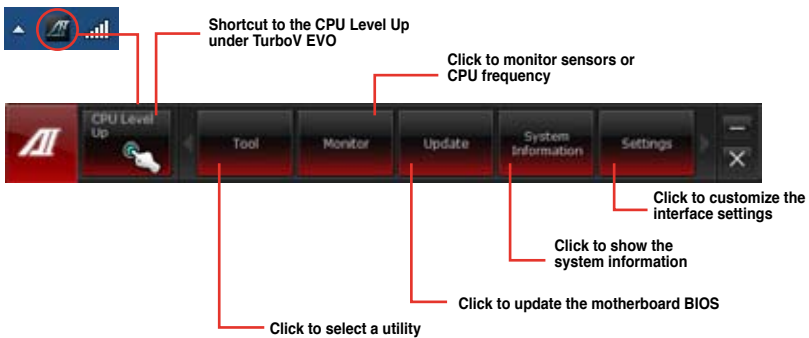 Shortcut to the CPU Level Up
under TurboV EVO
Click to monitor sensors or
CPU frequency
CPU Level
Up
Tool
Monitor
Update
System
Information
Settings
Click to customize the
interface settings
Click to show the
system information
Click to update the motherboard BIOS
Click to select a utility